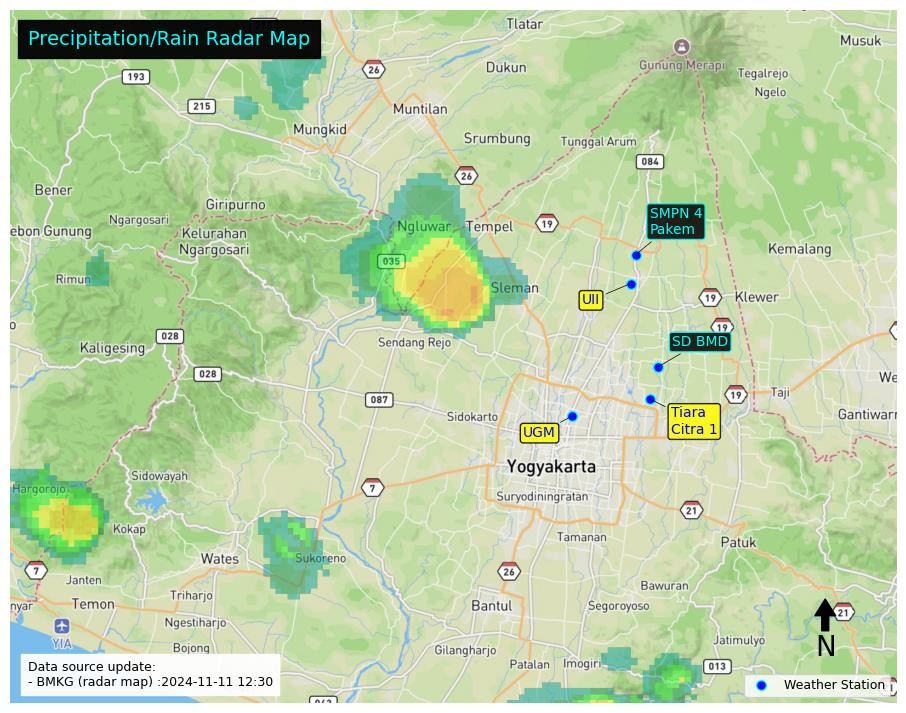 Precipitation/Rain Radar Map
Tlatar
Musuk
26
Dukun
Gunung Merapi
Tegalrejo
193
Ngelo
215
Muntilan
Mungkid
Srumbung
Tunggal Arum
084
26
Bener
Giripurno
SMPN 4
Pakem
Ngargosari
Ngluwar
Tempel
19
ebon Gunung
Kelurahan
Ngargosari
Kemalang
035
Rimun
Sleman
UII
19
Klewer
o
19
028
Sendang Rejo
SD BMD
Kaligesing
028
We
087
19
Taji
Sidokarto
Tiara
Citra 1
Gantiwarn
UGM
Yogyakarta
Sidowayah
Hargorojo
7
Suryodiningratan
21
Kokap
Tamanan
Patuk
Wates
Sukoreno
7
26
Janten
Bawuran
Triharjo
nyar
Temon
Bantul
Segoroyoso
21
Ngestiharjo
YIA
Jatimulyo
N
Bojong
Gilangharjo
Patalan
Imogiri
013
Data source update:
- BMKG (radar map) :2024-11-11 12:30
Weather Station